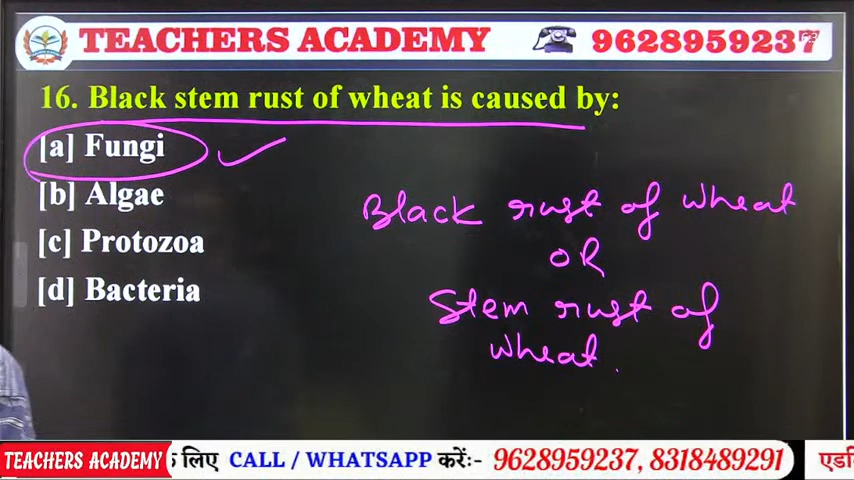 TEACHERS ACADEMY
9628959237
16. Black stem rust of wheat is caused by:
[a] Fungi
[b] Algae
[c] Protozoa
[d] Bacteria
Black rust of wheat
OR
Stem rust of
wheat.
TEACHERS ACADEMY
के लिए CALL / WHATSAPP करें:- 9628959237, 8318489291